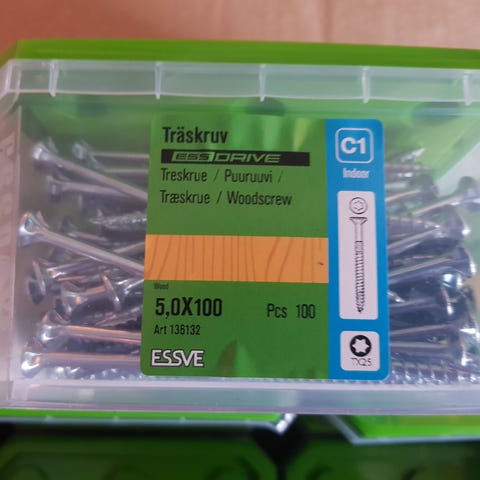 Träskruv
ESSDRIVE
Treskrue / Puuruuvi /
Træskrue / Woodscrew
C1
Indoor
Wood
5,0X100
Pcs 100
Art 136132
ESSVE
TX25